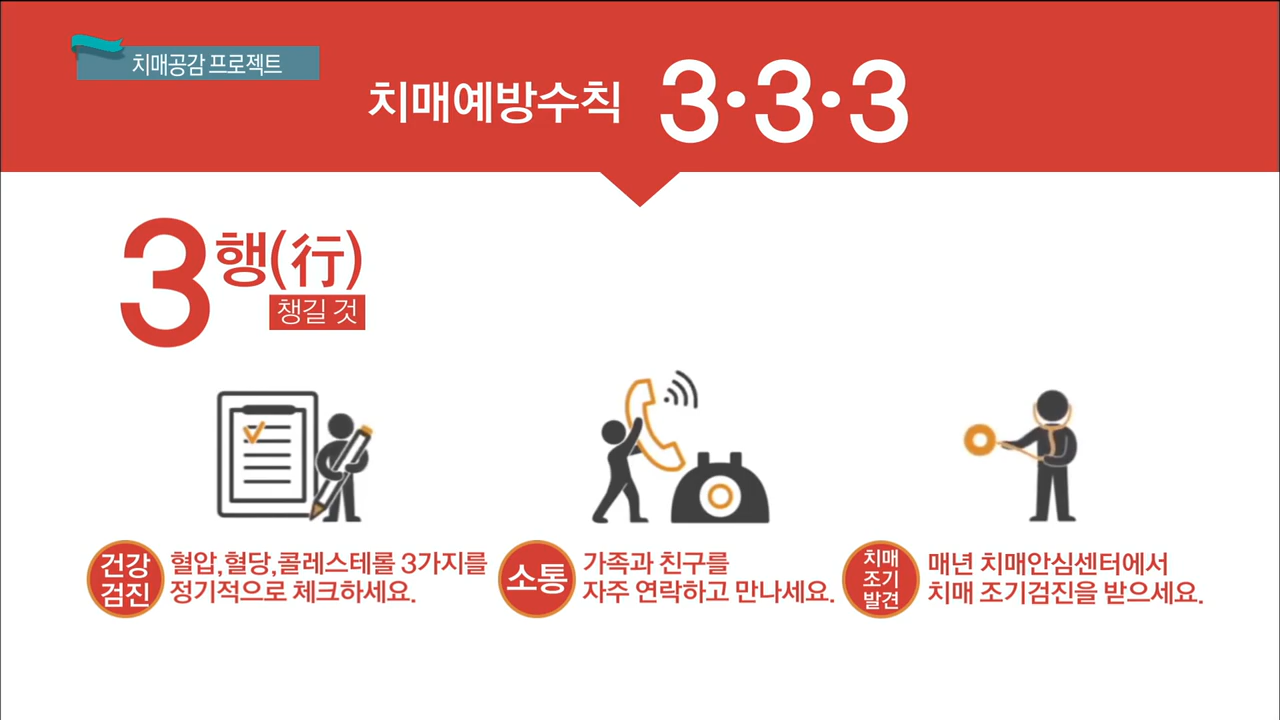 치매공감 프로젝트
치매예방수칙 3·3·3
3행(行)
챙길 것
건강
검진
혈압,혈당,콜레스테롤 3가지를
정기적으로 체크하세요.
소통
가족과 친구를
자주 연락하고 만나세요.
치매
조기
발견
매년 치매안심센터에서
치매 조기검진을 받으세요.